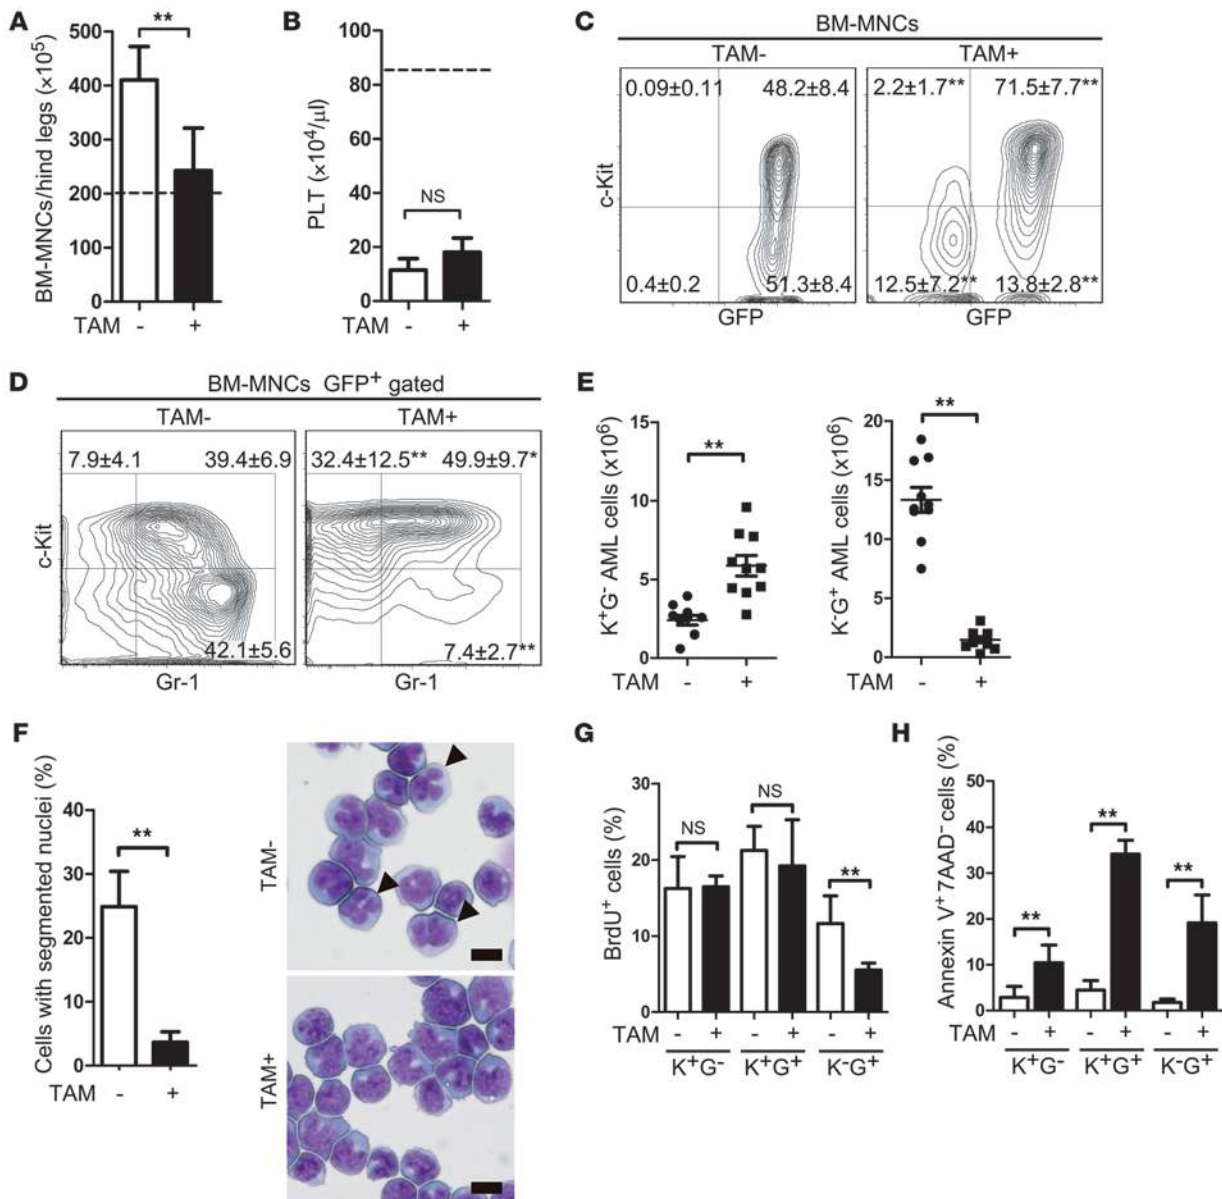 A
BM-MNCs/hind legs (×10⁵)
500
400
300
200
100
0
**
TAM - +
B
PLT (×10⁴/µl)
100
80
60
40
20
0
NS
TAM - +
C
BM-MNCs
TAM- TAM+
0.09±0.11 48.2±8.4 2.2±1.7** 71.5±7.7**
c-Kit
0.4±0.2 51.3±8.4 12.5±7.2** 13.8±2.8**
GFP GFP
D
BM-MNCs GFP⁺ gated
TAM- TAM+
7.9±4.1 39.4±6.9 32.4±12.5** 49.9±9.7*
c-Kit
42.1±5.6 7.4±2.7**
Gr-1 Gr-1
E
K⁺G⁻ AML cells (x10⁶)
15
10
5
0
**
TAM - +
K⁻G⁺ AML cells (x10⁶)
20
15
10
5
0
**
TAM - +
F
Cells with segmented nuclei (%)
40
30
20
10
0
**
TAM - +
TAM-
TAM+
G
BrdU⁺ cells (%)
30
20
10
0
NS NS **
TAM - + - + - +
K⁺G⁻ K⁺G⁺ K⁻G⁺
H
Annexin V⁺ 7AAD⁻ cells (%)
50
40
30
20
10
0
** ** **
TAM - + - + - +
K⁺G⁻ K⁺G⁺ K⁻G⁺